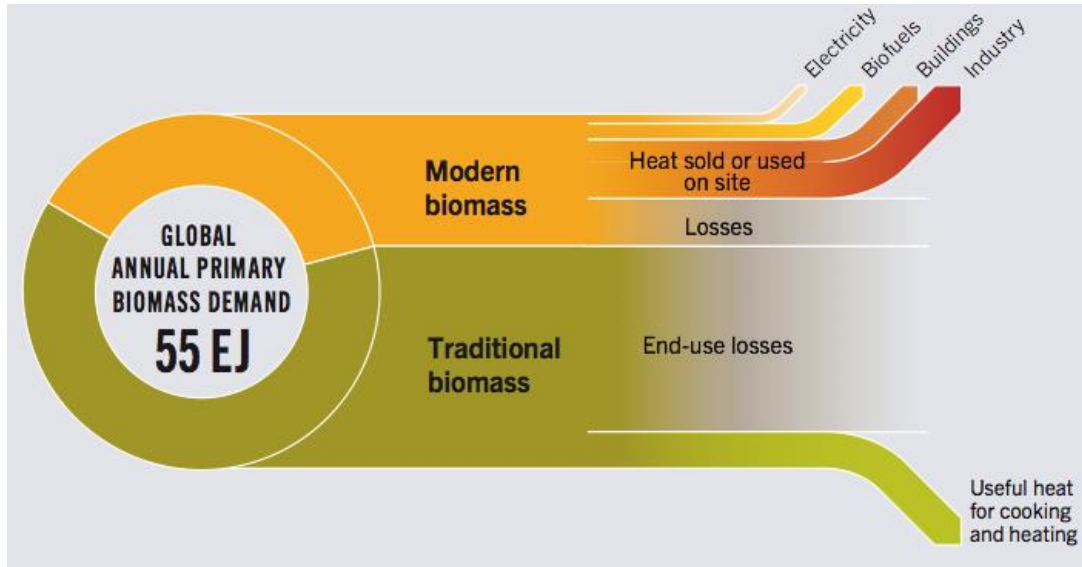 Electricity
Biofuels
Buildings
Industry
Modern
biomass
Heat sold or used
on site
Losses
GLOBAL
ANNUAL PRIMARY
BIOMASS DEMAND
55 EJ
Traditional
biomass
End-use losses
Useful heat
for cooking
and heating